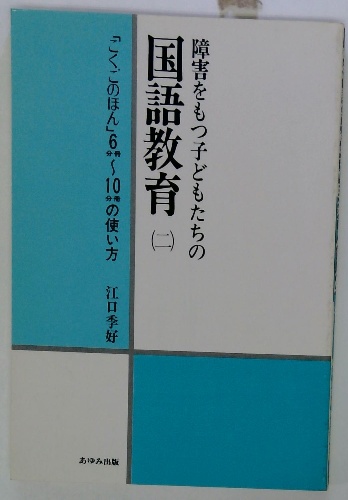 障害をもつ子どもたちの
国語教育(二)
「こくごのほん」6分冊〜10分冊の使い方
江口季好
あゆみ出版